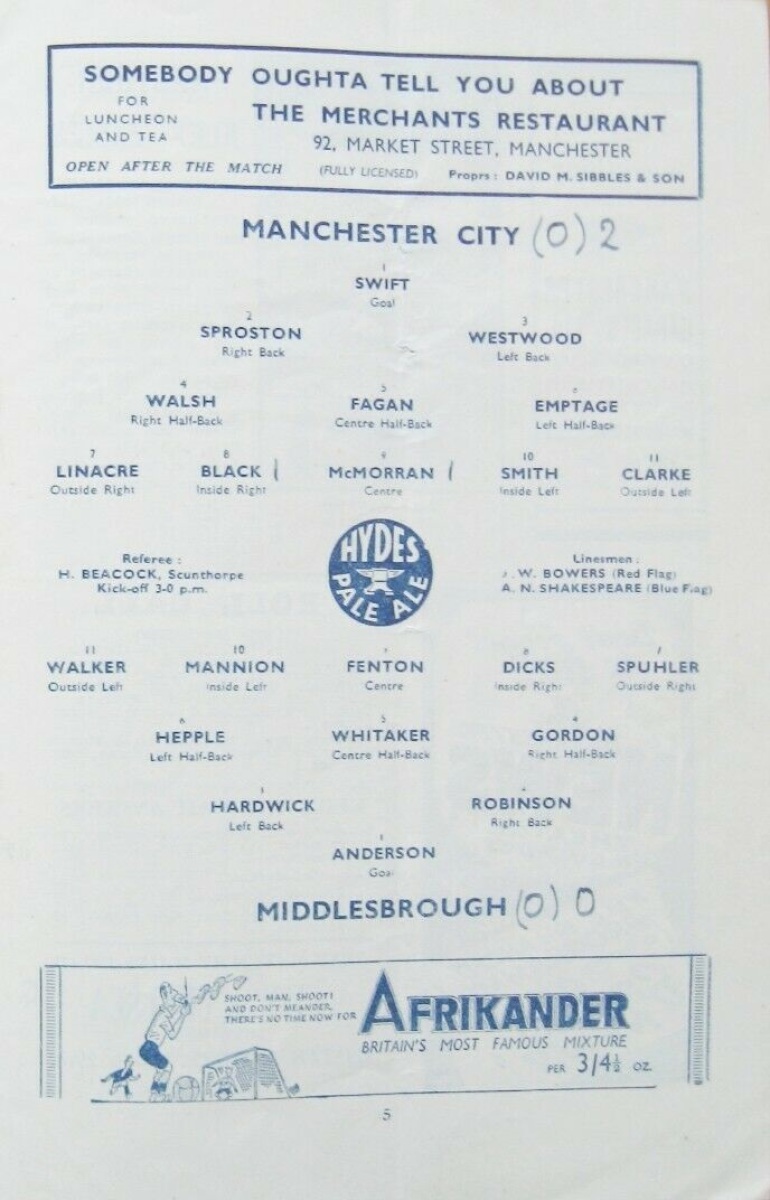 SOMEBODY OUGHTA TELL YOU ABOUT
FOR LUNCHEON AND TEA
THE MERCHANTS RESTAURANT
92, MARKET STREET, MANCHESTER
OPEN AFTER THE MATCH (FULLY LICENSED) Proprs : DAVID M. SIBBLES & SON
MANCHESTER CITY (0) 2
1
SWIFT
Goal
2 3
SPROSTON WESTWOOD
Right Back Left Back
4 5 6
WALSH FAGAN EMPTAGE
Right Half-Back Centre Half-Back Left Half-Back
7 8 9 10 11
LINACRE BLACK 1 McMORRAN 1 SMITH CLARKE
Outside Right Inside Right Centre Inside Left Outside Left
Referee :
H. BEACOCK, Scunthorpe
Kick-off 3-0 p.m.
HYDES
PALE ALE
Linesmen :
W. BOWERS (Red Flag)
A. N. SHAKESPEARE (Blue Flag)
11 10 9 8 7
WALKER MANNION FENTON DICKS SPUHLER
Outside Left Inside Left Centre Inside Right Outside Right
6 5 4
HEPPLE WHITAKER GORDON
Left Half-Back Centre Half-Back Right Half-Back
3 2
HARDWICK ROBINSON
Left Back Right Back
1
ANDERSON
Goal
MIDDLESBROUGH (0) 0
SHOOT, MAN, SHOOT!
AND DON'T MEANDER,
THERE'S NO TIME NOW FOR
AFRIKANDER
BRITAIN'S MOST FAMOUS MIXTURE
PER 3/4½ OZ.
5